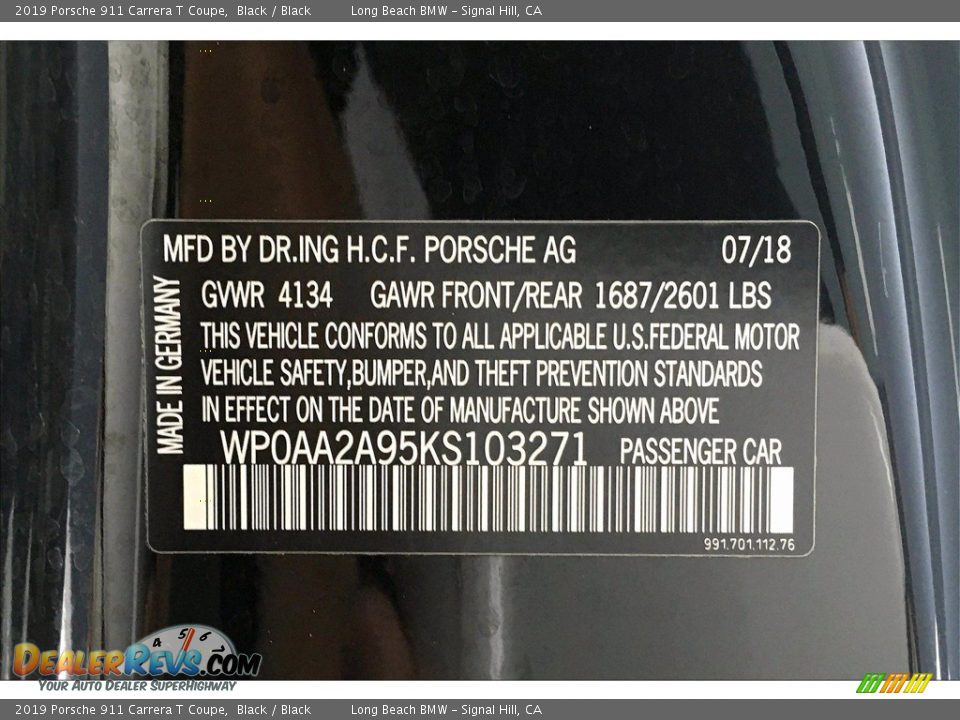 2019 Porsche 911 Carrera T Coupe,  Black / Black        Long Beach BMW - Signal Hill, CA
MFD BY DR.ING H.C.F. PORSCHE AG 07/18
GVWR 4134 GAWR FRONT/REAR 1687/2601 LBS
THIS VEHICLE CONFORMS TO ALL APPLICABLE U.S.FEDERAL MOTOR
VEHICLE SAFETY,BUMPER,AND THEFT PREVENTION STANDARDS
IN EFFECT ON THE DATE OF MANUFACTURE SHOWN ABOVE
MADE IN GERMANY
WP0AA2A95KS103271 PASSENGER CAR
991.701.112.76
4 5 6
DEALERREVS.COM
YOUR AUTO DEALER SUPERHIGHWAY
2019 Porsche 911 Carrera T Coupe,  Black / Black        Long Beach BMW - Signal Hill, CA